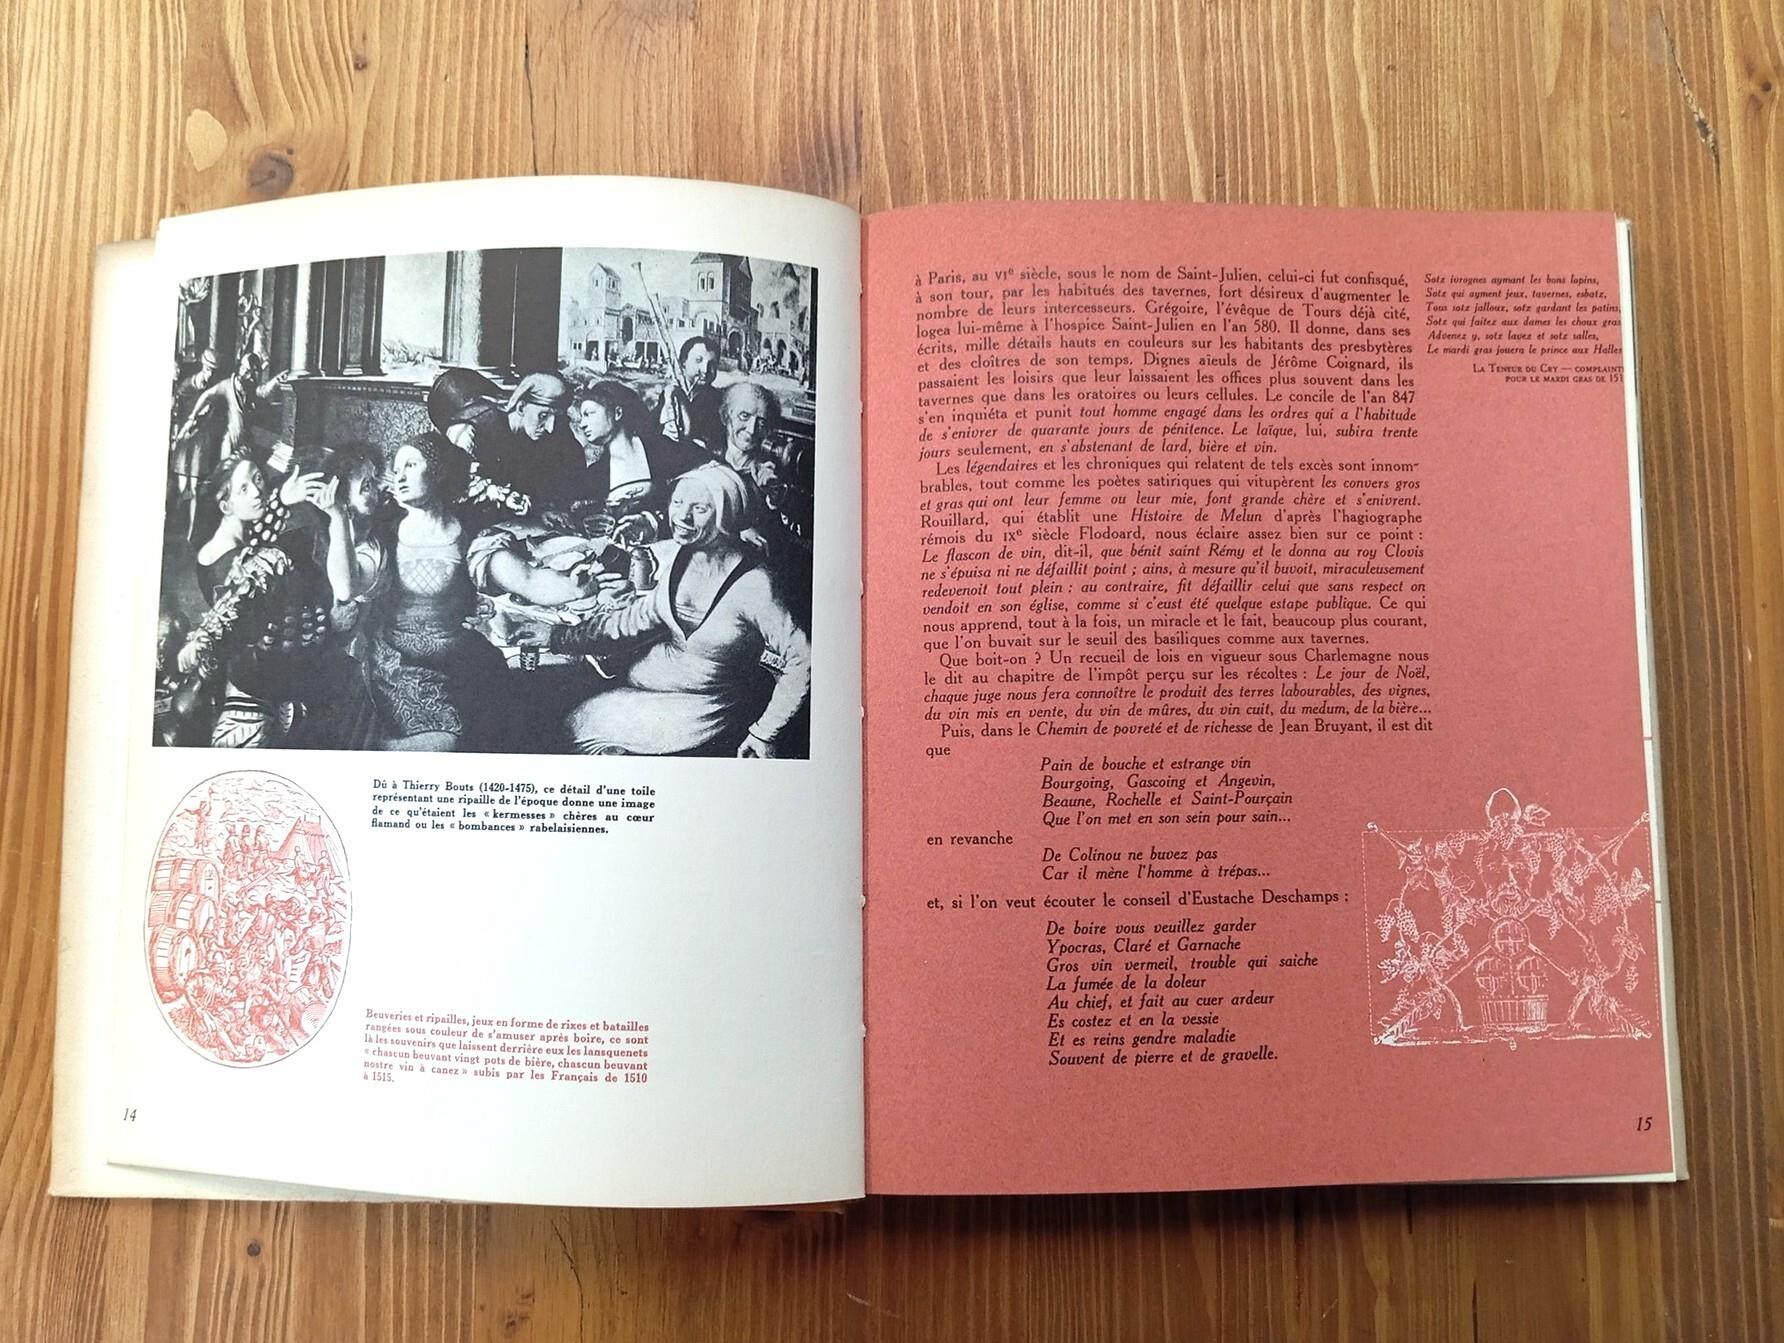 Dû à Thierry Bouts (1420-1475), ce détail d'une toile
représentant une ripaille de l'époque donne une image
de ce qu'étaient les « kermesses » chères au cœur
flamand ou les « bombances » rabelaisiennes.
Beuveries et ripailles, jeux en forme de rixes et batailles
rangées sous couleur de s'amuser après boire, ce sont
là les souvenirs que laissent derrière eux les lansquenets
« chascun beuvant vingt pots de bière, chascun beuvant
nostre vin à canez » subis par les Français de 1510
à 1515.
14
à Paris, au VIe siècle, sous le nom de Saint-Julien, celui-ci fut confisqué,
à son tour, par les habitués des tavernes, fort désireux d'augmenter le
nombre de leurs intercesseurs. Grégoire, l'évêque de Tours déjà cité,
logea lui-même à l'hospice Saint-Julien en l'an 580. Il donne, dans ses
écrits, mille détails hauts en couleurs sur les habitants des presbytères
et des cloîtres de son temps. Dignes aïeuls de Jérôme Coignard, ils
passaient les loisirs que leur laissaient les offices plus souvent dans les
tavernes que dans les oratoires ou leurs cellules. Le concile de l'an 847
s'en inquiéta et punit tout homme engagé dans les ordres qui a l'habitude
de s'enivrer de quarante jours de pénitence. Le laïque, lui, subira trente
jours seulement, en s'abstenant de lard, bière et vin.
Les légendaires et les chroniques qui relatent de tels excès sont innom-
brables, tout comme les poètes satiriques qui vitupèrent les convers gros
et gras qui ont leur femme ou leur mie, font grande chère et s'enivrent.
Rouillard, qui établit une Histoire de Melun d'après l'hagiographe
rémois du IXe siècle Flodoard, nous éclaire assez bien sur ce point :
Le flascon de vin, dit-il, que bénit saint Rémy et le donna au roy Clovis
ne s'épuisa ni ne défaillit point ; ains, à mesure qu'il buvoit, miraculeusement
redevenoit tout plein : au contraire, fit défaillir celui que sans respect on
vendoit en son église, comme si c'eust été quelque estape publique. Ce qui
nous apprend, tout à la fois, un miracle et le fait, beaucoup plus courant,
que l'on buvait sur le seuil des basiliques comme aux tavernes.
Que boit-on ? Un recueil de lois en vigueur sous Charlemagne nous
le dit au chapitre de l'impôt perçu sur les récoltes : Le jour de Noël,
chaque juge nous fera connoître le produit des terres labourables, des vignes,
du vin mis en vente, du vin de mûres, du vin cuit, du medum, de la bière...
Puis, dans le Chemin de povreté et de richesse de Jean Bruyant, il est dit
que
Pain de bouche et estrange vin
Bourgoing, Gascoing et Angevin,
Beaune, Rochelle et Saint-Pourçain
Que l'on met en son sein pour sain...
en revanche
De Colinou ne buvez pas
Car il mène l'homme à trépas...
et, si l'on veut écouter le conseil d'Eustache Deschamps :
De boire vous veuillez garder
Ypocras, Claré et Garnache
Gros vin vermeil, trouble qui saiche
La fumée de la doleur
Au chief, et fait au cuer ardeur
Es costez et en la vessie
Et es reins gendre maladie
Souvent de pierre et de gravelle.
Sotz ivrognes aymant les bons lopins,
Sotz qui ayment jeux, tavernes, esbatz,
Tous sotz jalloux, sotz gardant les patins,
Sotz qui faitez aux dames les choux gras
Advenez y, sotz lavez et sotz salles,
Le mardi gras jouera le prince aux Halles
LA TENEUR DU CRY —
POUR LE MARDI GRAS DE
15